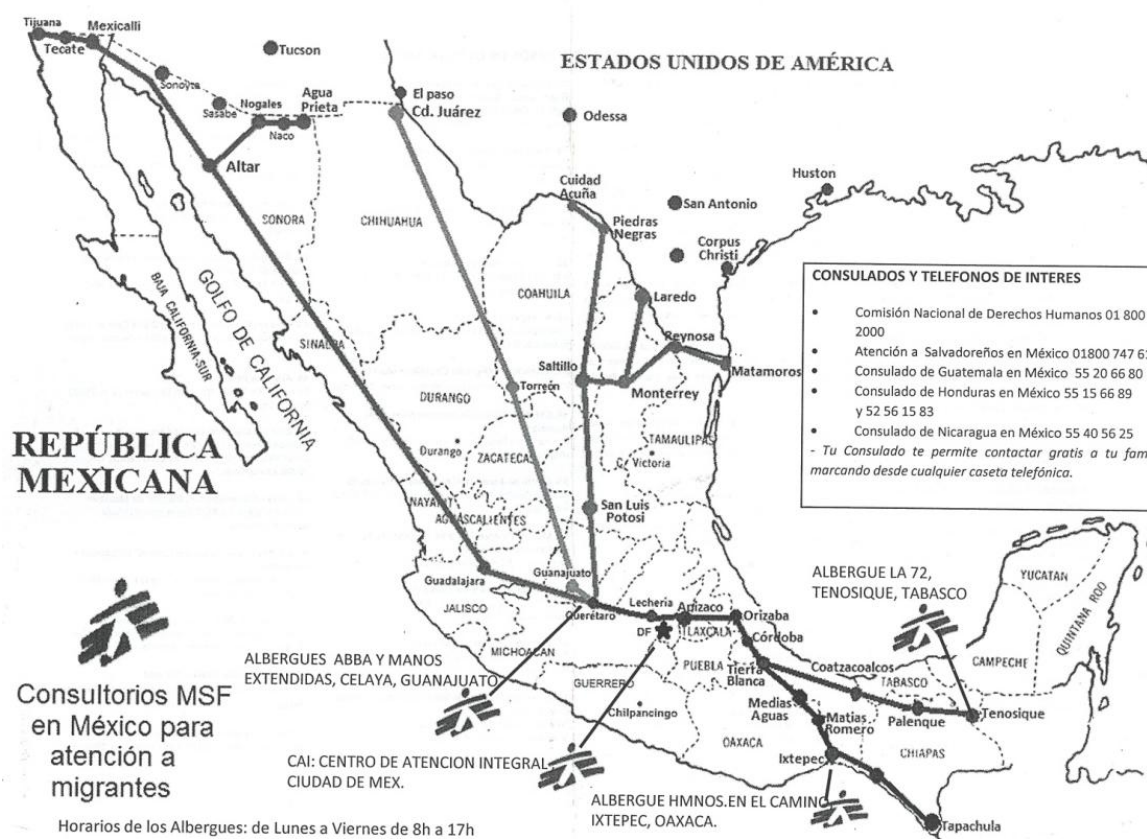 Tijuana
Tecate
Mexicalli
Tucson
Sonoyta
Sasabe
Nogales
Naco
Agua
Prieta
Altar
El paso
Cd. Juárez
ESTADOS UNIDOS DE AMÉRICA
Odessa
Huston
Cuidad
Acuña
San Antonio
Piedras
Negras
Corpus
Christi
SONORA
CHIHUAHUA
COAHUILA
Laredo
BAJA CALIFORNIA-SUR
GOLFO DE CALIFORNIA
SINALOA
Reynosa
Matamoros
Saltillo
Monterrey
Torreón
DURANGO
Durango
ZACATECAS
TAMAULIPAS
C. Victoria
CONSULADOS Y TELEFONOS DE INTERES
• Comisión Nacional de Derechos Humanos 01 800
2000
• Atención a Salvadoreños en México 01800 747
• Consulado de Guatemala en México 55 20 66 80
• Consulado de Honduras en México 55 15 66 89
y 52 56 15 83
• Consulado de Nicaragua en México 55 40 56 25
- Tu Consulado te permite contactar gratis a tu fam
marcando desde cualquier caseta telefónica.
REPÚBLICA
MEXICANA
NAYARIT
AGUASCALIENTES
San Luis
Potosi
Guadalajara
Guanajuato
JALISCO
Querétaro
Lecheria
Apizaco
Orizaba
DF
TLAXCALA
Córdoba
MICHOACAN
PUEBLA
Tierra
Blanca
Coatzacoalcos
TABASCO
YUCATAN
QUINTANA ROO
CAMPECHE
ALBERGUE LA 72,
TENOSIQUE, TABASCO
GUERRERO
Chilpancingo
Medias
Aguas
Matias
Romero
Palenque
Tenosique
OAXACA
Ixtepec
CHIAPAS
Tapachula
ALBERGUES ABBA Y MANOS
EXTENDIDAS, CELAYA, GUANAJUATO
CAI: CENTRO DE ATENCION INTEGRAL
CIUDAD DE MEX.
ALBERGUE HMNOS.EN EL CAMINO
IXTEPEC, OAXACA.
Consultorios MSF
en México para
atención a
migrantes
Horarios de los Albergues: de Lunes a Viernes de 8h a 17h